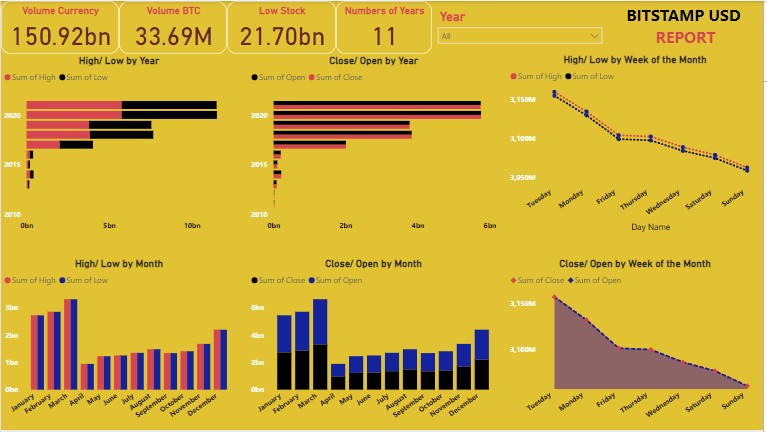 Volume Currency
150.92bn
Volume BTC
33.69M
Low Stock
21.70bn
Numbers of Years
11
Year
All
BITSTAMP USD
REPORT
High/ Low by Year
Sum of High Sum of Low
2020
2015
2010
0bn 5bn 10bn
Close/ Open by Year
Sum of Open Sum of Close
2020
2015
2010
0bn 2bn 4bn 6bn
High/ Low by Week of the Month
Sum of High Sum of Low
3,150M
3,100M
3,050M
Tuesday Monday Friday Thursday Wednesday Saturday Sunday
Day Name
High/ Low by Month
Sum of High Sum of Low
3bn
2bn
1bn
0bn
January February March April May June July August September October November December
Close/ Open by Month
Sum of Close Sum of Open
6bn
4bn
2bn
0bn
January February March April May June July August September October November December
Close/ Open by Week of the Month
Sum of Close Sum of Open
3,150M
3,100M
Tuesday Monday Friday Thursday Wednesday Saturday Sunday